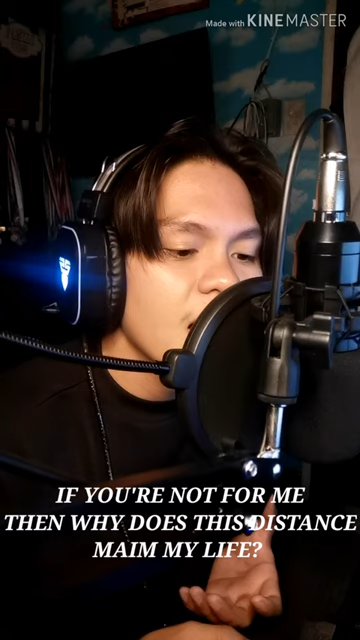 Made with KINEMASTER
IF YOU'RE NOT FOR ME
THEN WHY DOES THIS DISTANCE
MAIM MY LIFE?